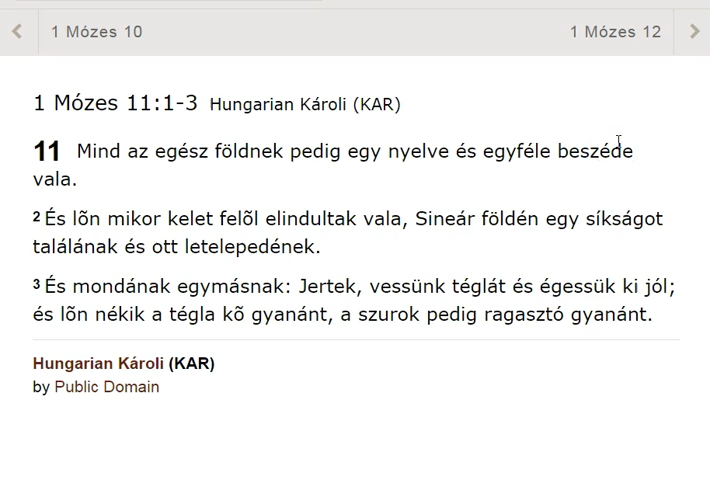 1 Mózes 10
1 Mózes 12
1 Mózes 11:1-3 Hungarian Károli (KAR)
11 Mind az egész földnek pedig egy nyelve és egyféle beszéde
vala.
2 És lõn mikor kelet felõl elindultak vala, Sineár földén egy síkságot
találának és ott letelepedének.
3 És mondának egymásnak: Jertek, vessünk téglát és égessük ki jól;
és lõn nékik a tégla kõ gyanánt, a szurok pedig ragasztó gyanánt.
Hungarian Károli (KAR)
by Public Domain